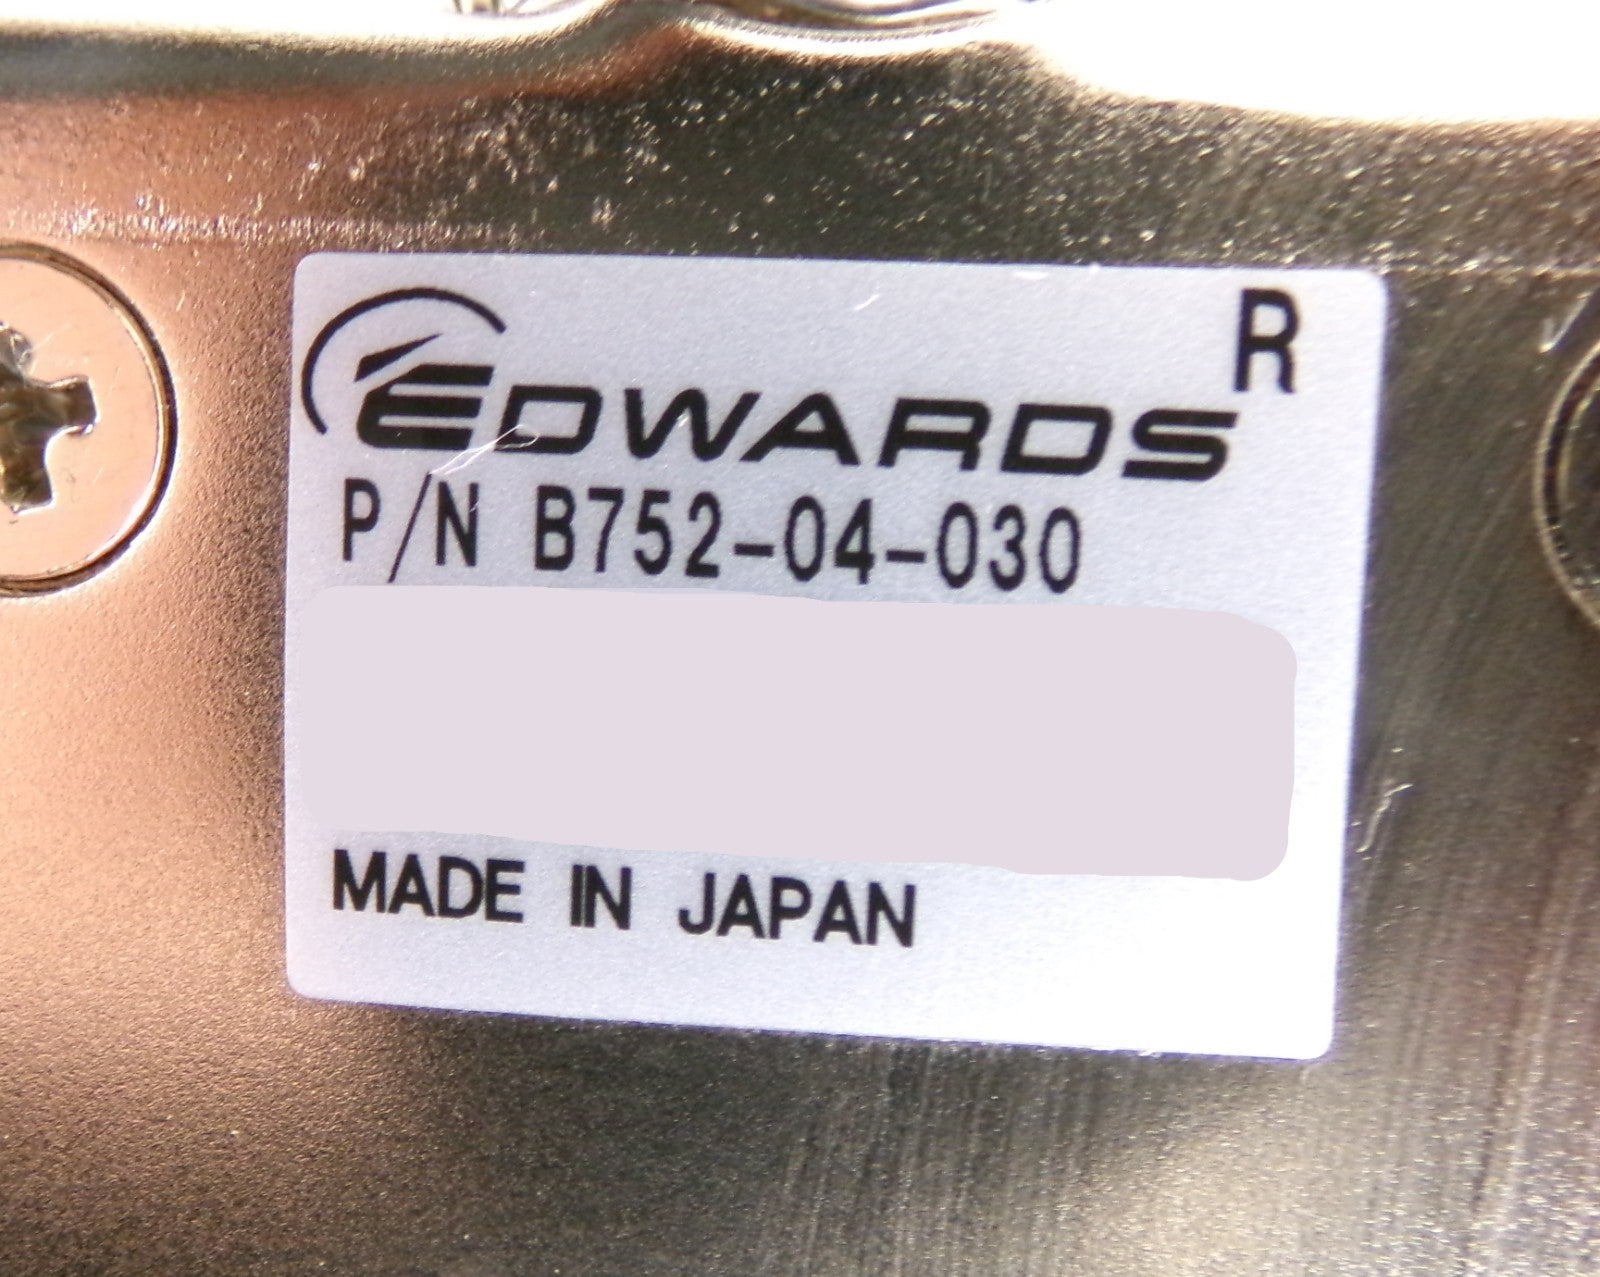 EDWARDS R
P/N B752-04-030
MADE IN JAPAN